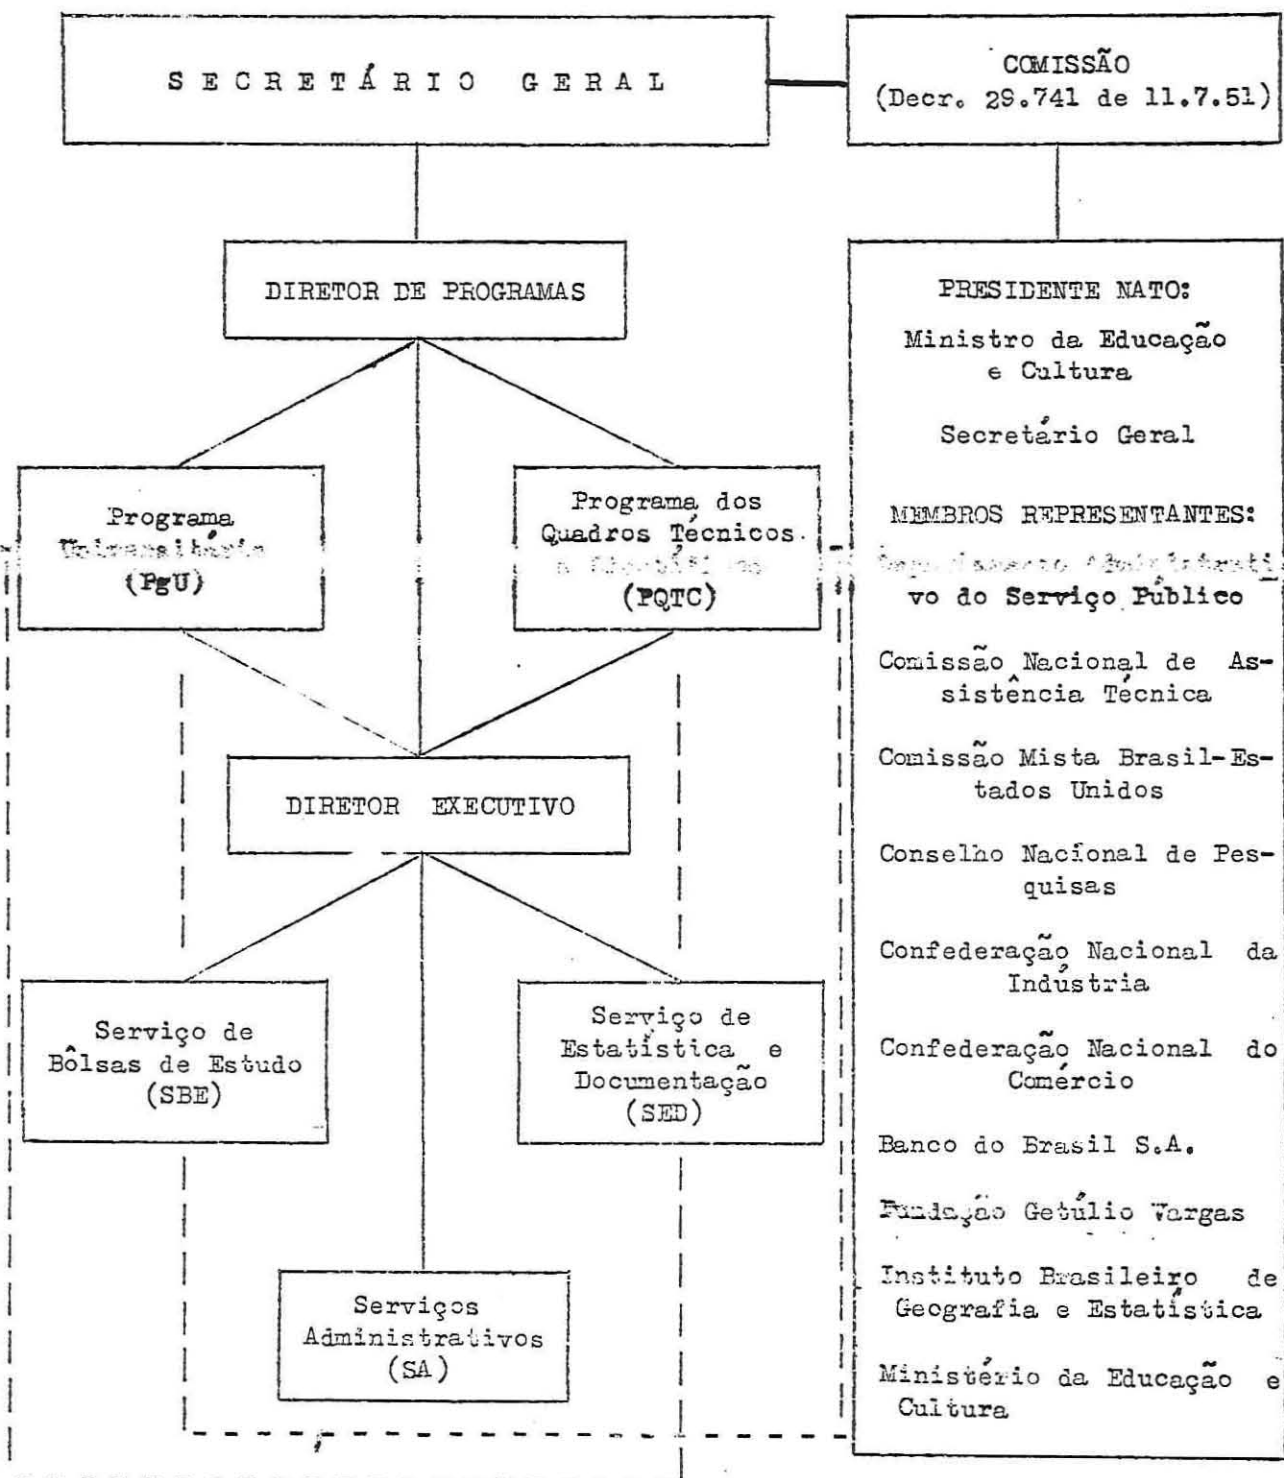 SECRETÁRIO GERAL
COMISSÃO
(Decr. 29.741 de 11.7.51)
DIRETOR DE PROGRAMAS
Programa
Universitário
(PgU)
Programa dos
Quadros Técnicos
e Científicos
(PQTC)
DIRETOR EXECUTIVO
Serviço de
Bôlsas de Estudo
(SBE)
Serviço de
Estatística e
Documentação
(SED)
Serviços
Administrativos
(SA)
PRESIDENTE NATO:
Ministro da Educação
e Cultura
Secretário Geral
MEMBROS REPRESENTANTES:
Departamento Administrati-
vo do Serviço Público
Comissão Nacional de As-
sistência Técnica
Comissão Mista Brasil-Es-
tados Unidos
Conselho Nacional de Pes-
quisas
Confederação Nacional da
Indústria
Confederação Nacional do
Comércio
Banco do Brasil S.A.
Fundação Getúlio Vargas
Instituto Brasileiro de
Geografia e Estatística
Ministério da Educação e
Cultura